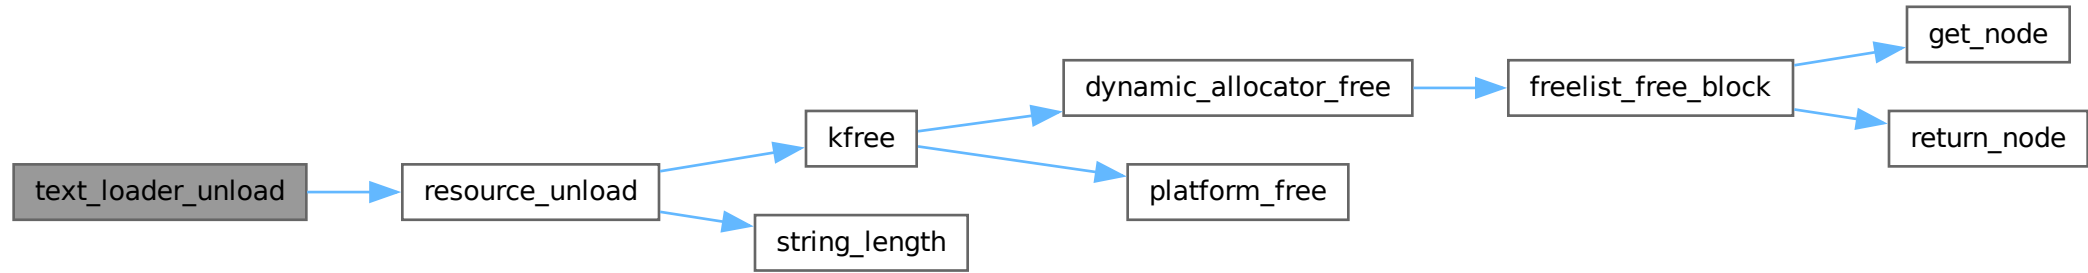 text_loader_unload
resource_unload
kfree
string_length
dynamic_allocator_free
platform_free
freelist_free_block
get_node
return_node